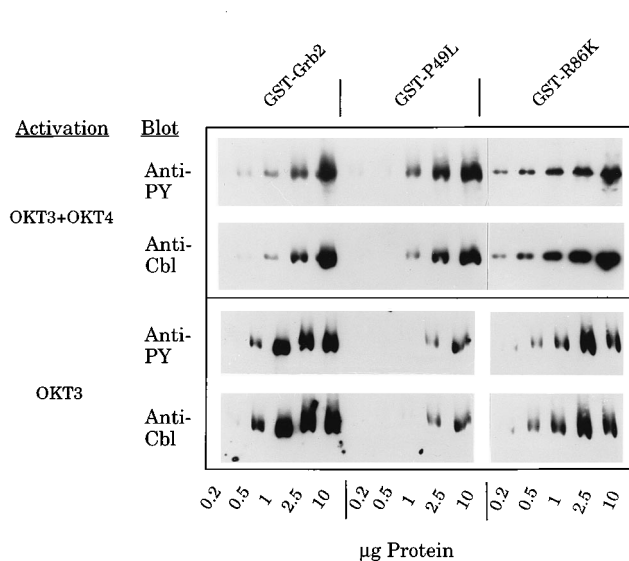 GST-Grb2
GST-P49L
GST-R86K
Activation
Blot
OKT3+OKT4
Anti-
PY
Anti-
Cbl
OKT3
Anti-
PY
Anti-
Cbl
0.2 0.5 1 2.5 10 0.2 0.5 1 2.5 10 0.2 0.5 1 2.5 10
µg Protein